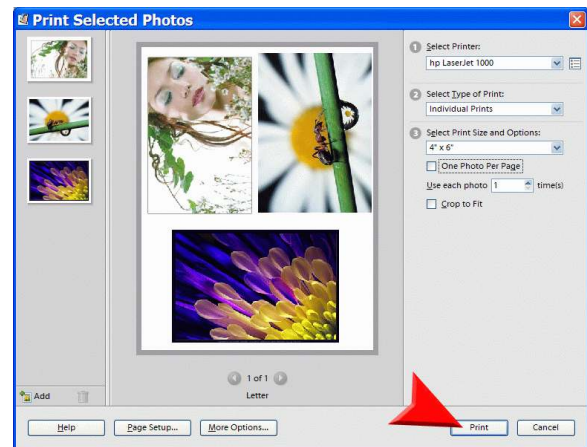 Print Selected Photos
1 Select Printer:
hp LaserJet 1000
2 Select Type of Print:
Individual Prints
3 Select Print Size and Options:
4" x 6"
One Photo Per Page
Use each photo 1 time(s)
Crop to Fit
1 of 1
Letter
Add
Help
Page Setup...
More Options...
Print
Cancel